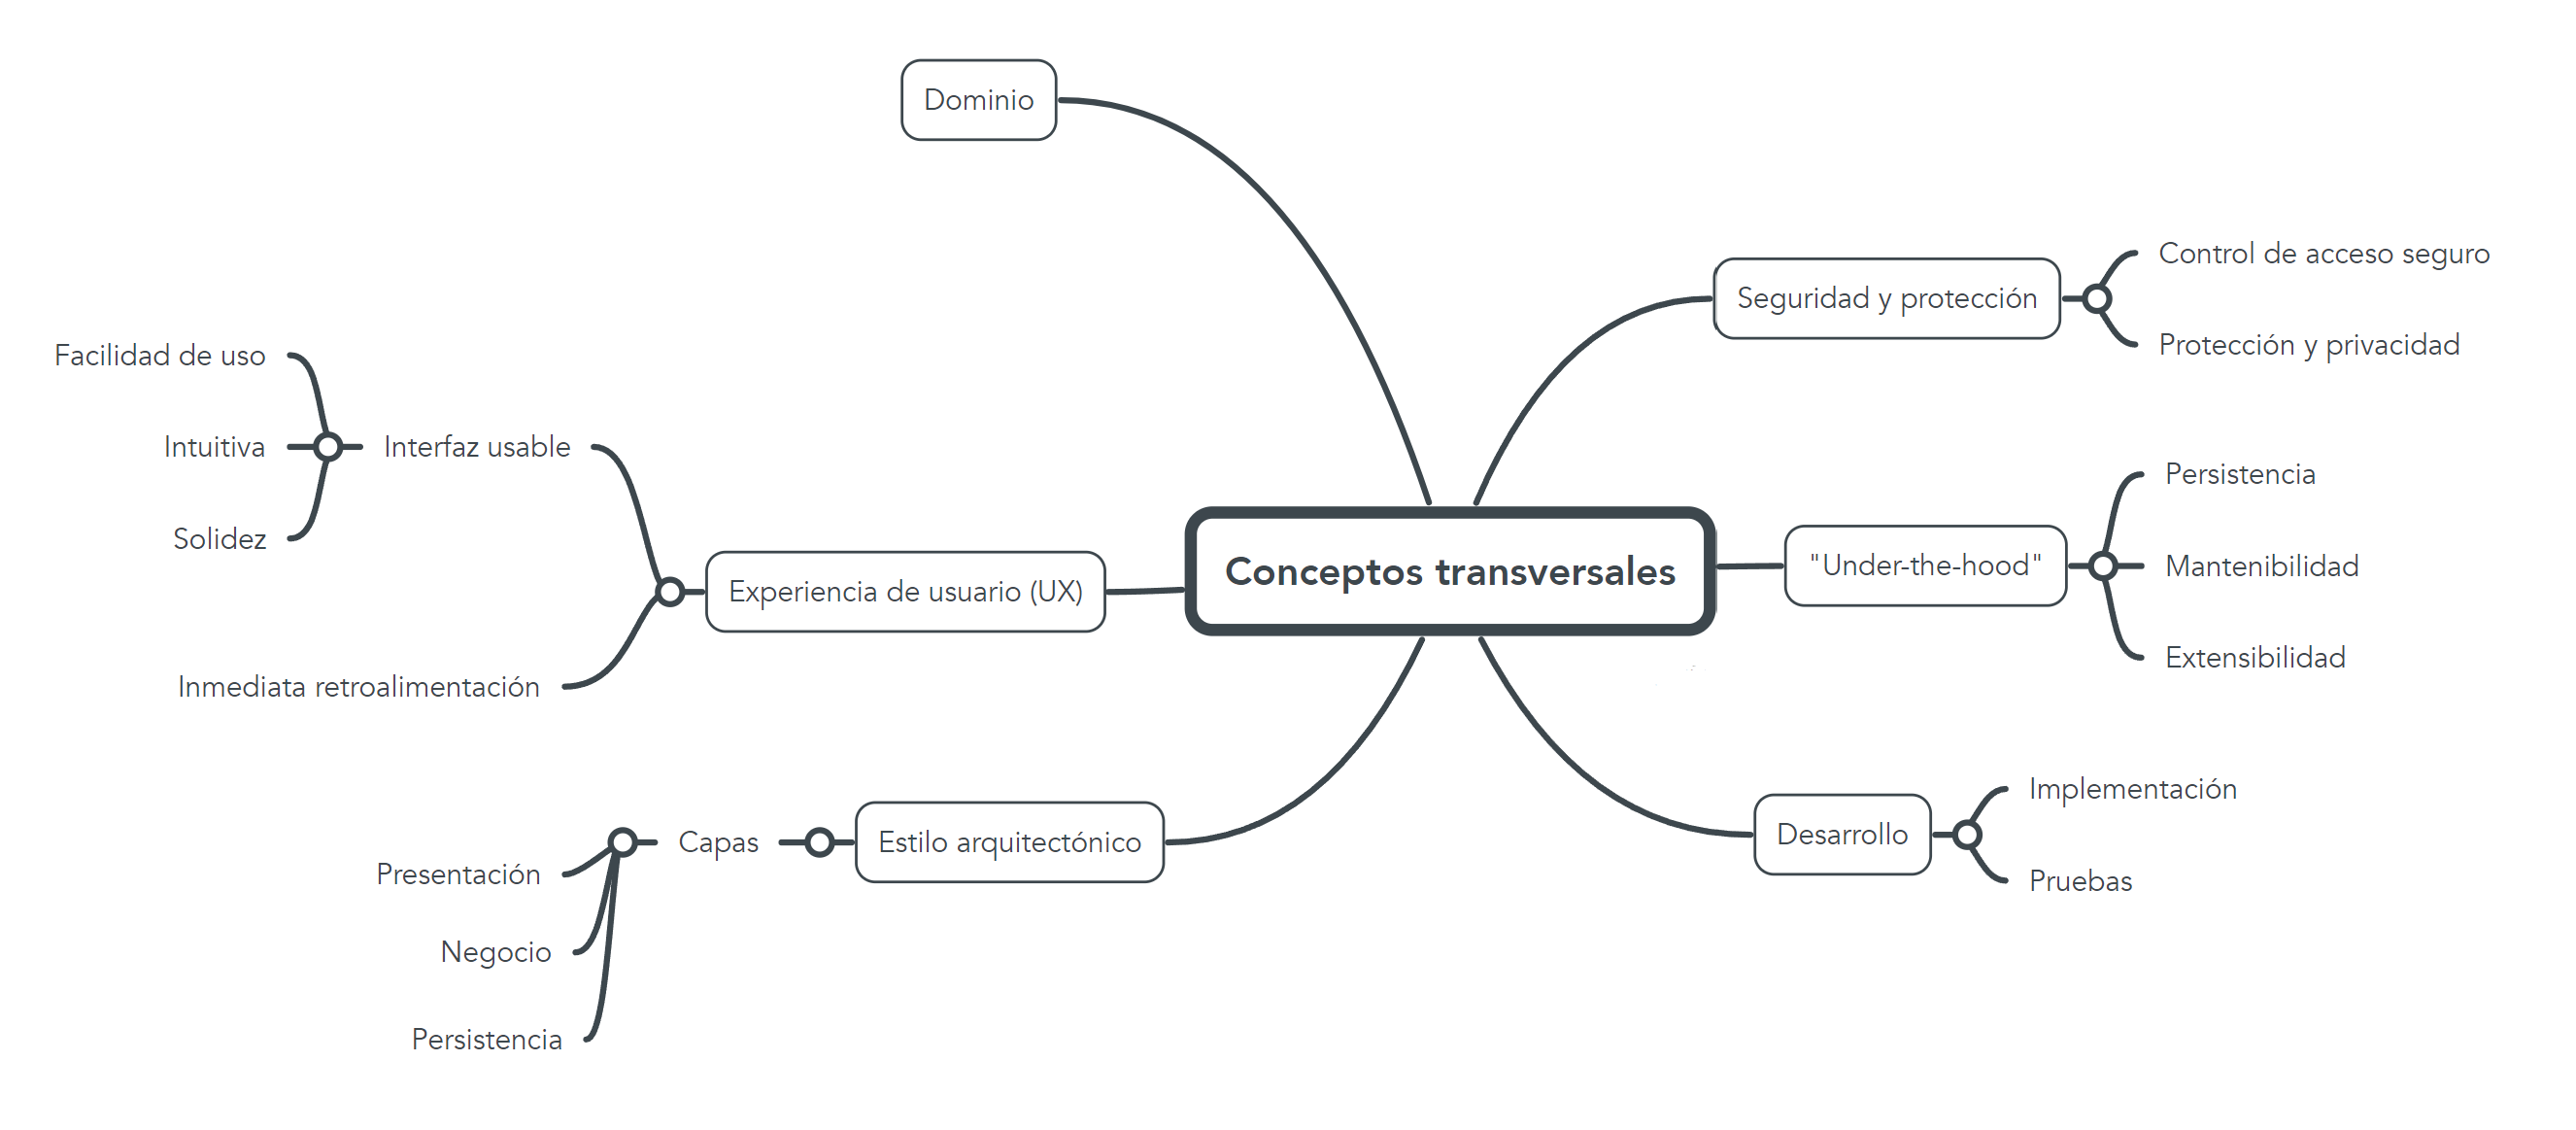 Dominio
Seguridad y protección
Control de acceso seguro
Protección y privacidad
Facilidad de uso
Intuitiva
Solidez
Interfaz usable
Inmediata retroalimentación
Experiencia de usuario (UX)
Conceptos transversales
"Under-the-hood"
Persistencia
Mantenibilidad
Extensibilidad
Presentación
Negocio
Persistencia
Capas
Estilo arquitectónico
Desarrollo
Implementación
Pruebas